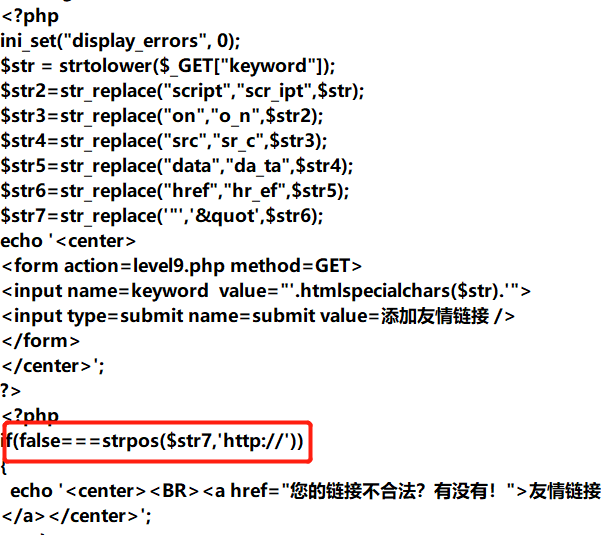 <?php
ini_set("display_errors", 0);
$str = strtolower($_GET["keyword"]);
$str2=str_replace("script","scr_ipt",$str);
$str3=str_replace("on","o_n",$str2);
$str4=str_replace("src","sr_c",$str3);
$str5=str_replace("data","da_ta",$str4);
$str6=str_replace("href","hr_ef",$str5);
$str7=str_replace('"','&quot',$str6);
echo '<center>
<form action=level9.php method=GET>
<input name=keyword  value="'.htmlspecialchars($str).'">
<input type=submit name=submit value=添加友情链接 />
</form>
</center>';
?>
<?php
if(false===strpos($str7,'http://'))
{
  echo '<center><BR><a href="您的链接不合法？有没有！">友情链接
</a></center>';